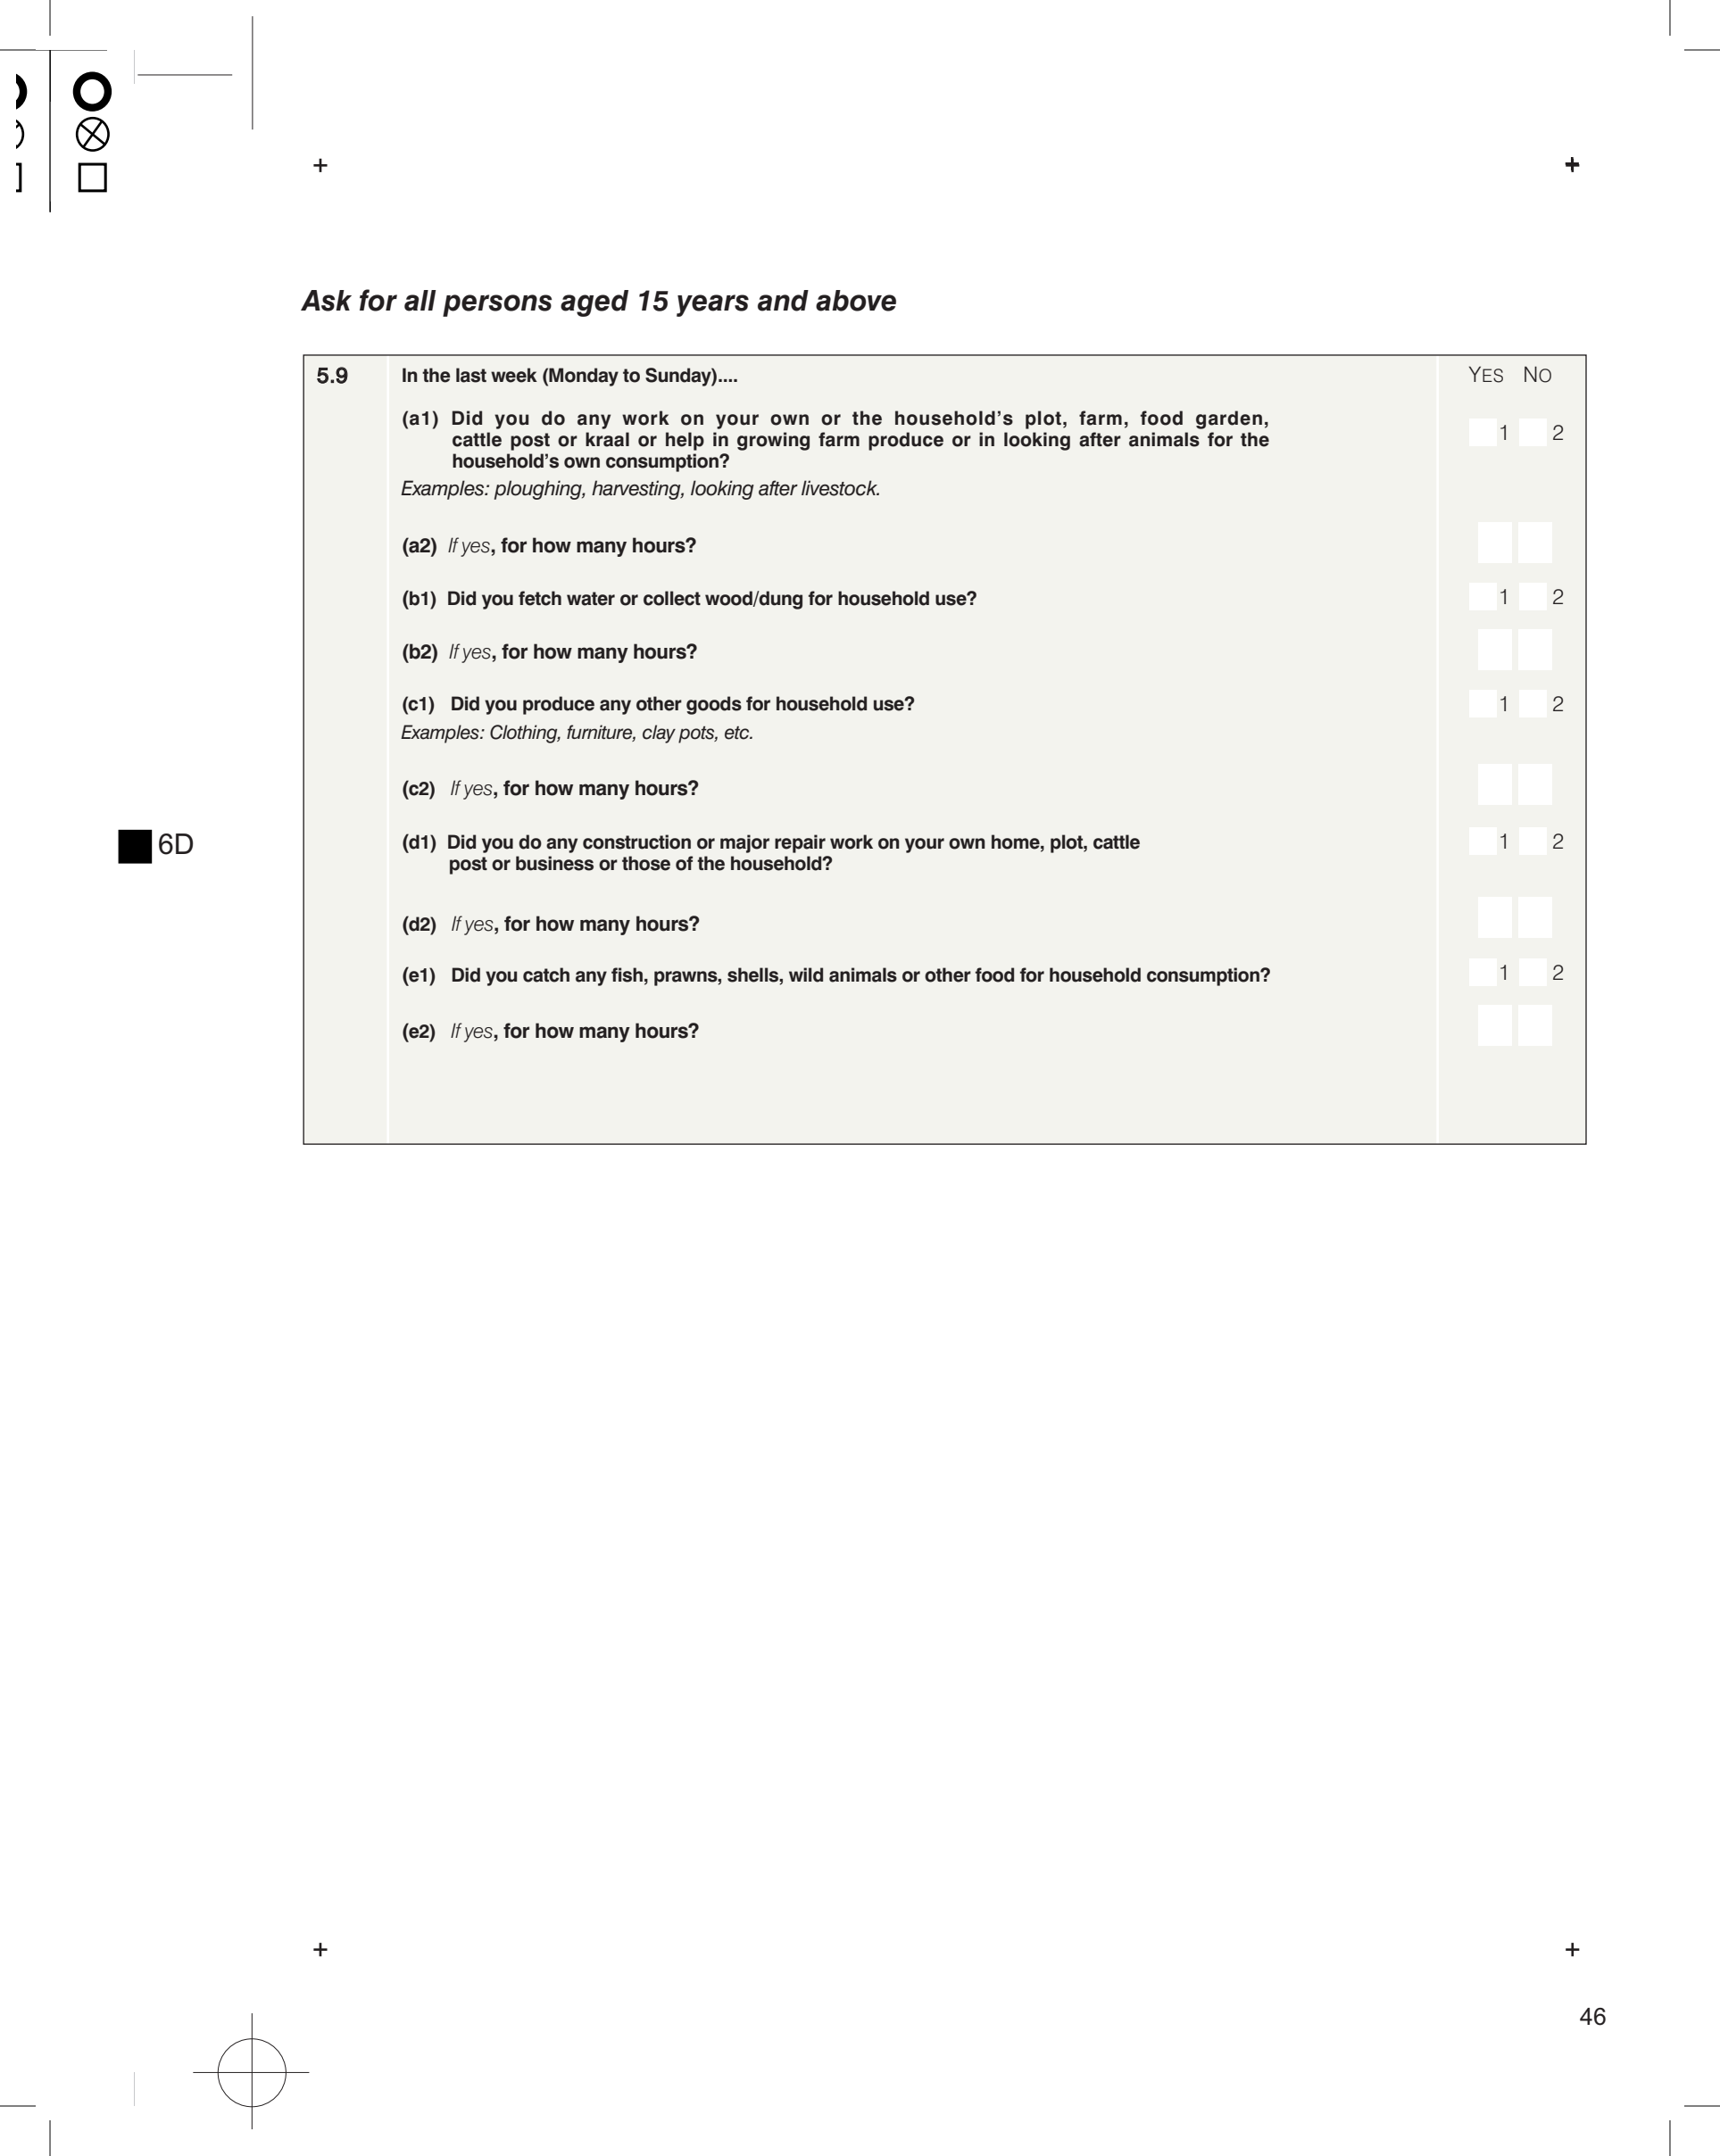 Ask for all persons aged 15 years and above
5.9 In the last week (Monday to Sunday).... YES NO
(a1) Did you do any work on your own or the household's plot, farm, food garden,
cattle post or kraal or help in growing farm produce or in looking after animals for the 1 2
household's own consumption?
Examples: ploughing, harvesting, looking after livestock.
(a2) If yes, for how many hours?
(b1) Did you fetch water or collect wood/dung for household use? 1 2
(b2) If yes, for how many hours?
(c1) Did you produce any other goods for household use? 1 2
Examples: Clothing, furniture, clay pots, etc.
(c2) If yes, for how many hours?
(d1) Did you do any construction or major repair work on your own home, plot, cattle 1 2
post or business or those of the household?
6D
(d2) If yes, for how many hours?
(e1) Did you catch any fish, prawns, shells, wild animals or other food for household consumption? 1 2
(e2) If yes, for how many hours?
46